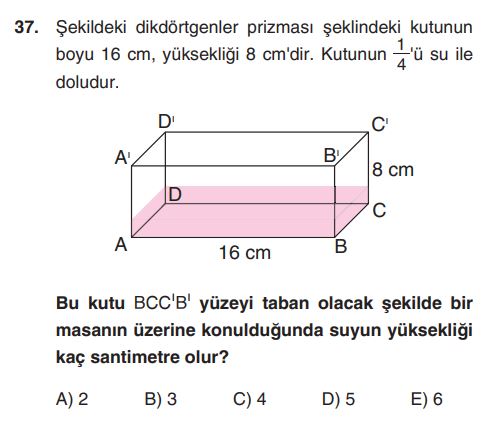 37. Şekildeki dikdörtgenler prizması şeklindeki kutunun
boyu 16 cm, yüksekliği 8 cm'dir. Kutunun 1/4'ü su ile
doludur.
D' C'
A' B'
8 cm
D
C
A B
16 cm
Bu kutu BCC'B' yüzeyi taban olacak şekilde bir
masanın üzerine konulduğunda suyun yüksekliği
kaç santimetre olur?
A) 2 B) 3 C) 4 D) 5 E) 6